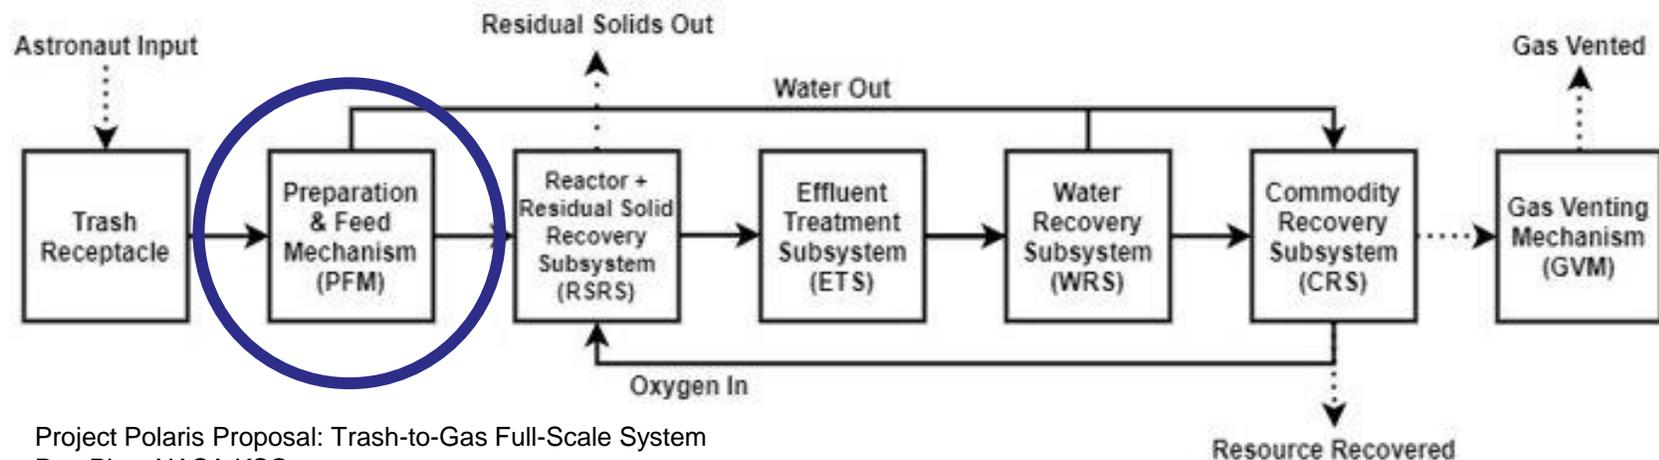 Astronaut Input
Residual Solids Out
Gas Vented
Water Out
Trash
Receptacle
Preparation
& Feed
Mechanism
(PFM)
Reactor +
Residual Solid
Recovery
Subsystem
(RSRS)
Effluent
Treatment
Subsystem
(ETS)
Water
Recovery
Subsystem
(WRS)
Commodity
Recovery
Subsystem
(CRS)
Gas Venting
Mechanism
(GVM)
Oxygen In
Resource Recovered
Project Polaris Proposal: Trash-to-Gas Full-Scale System